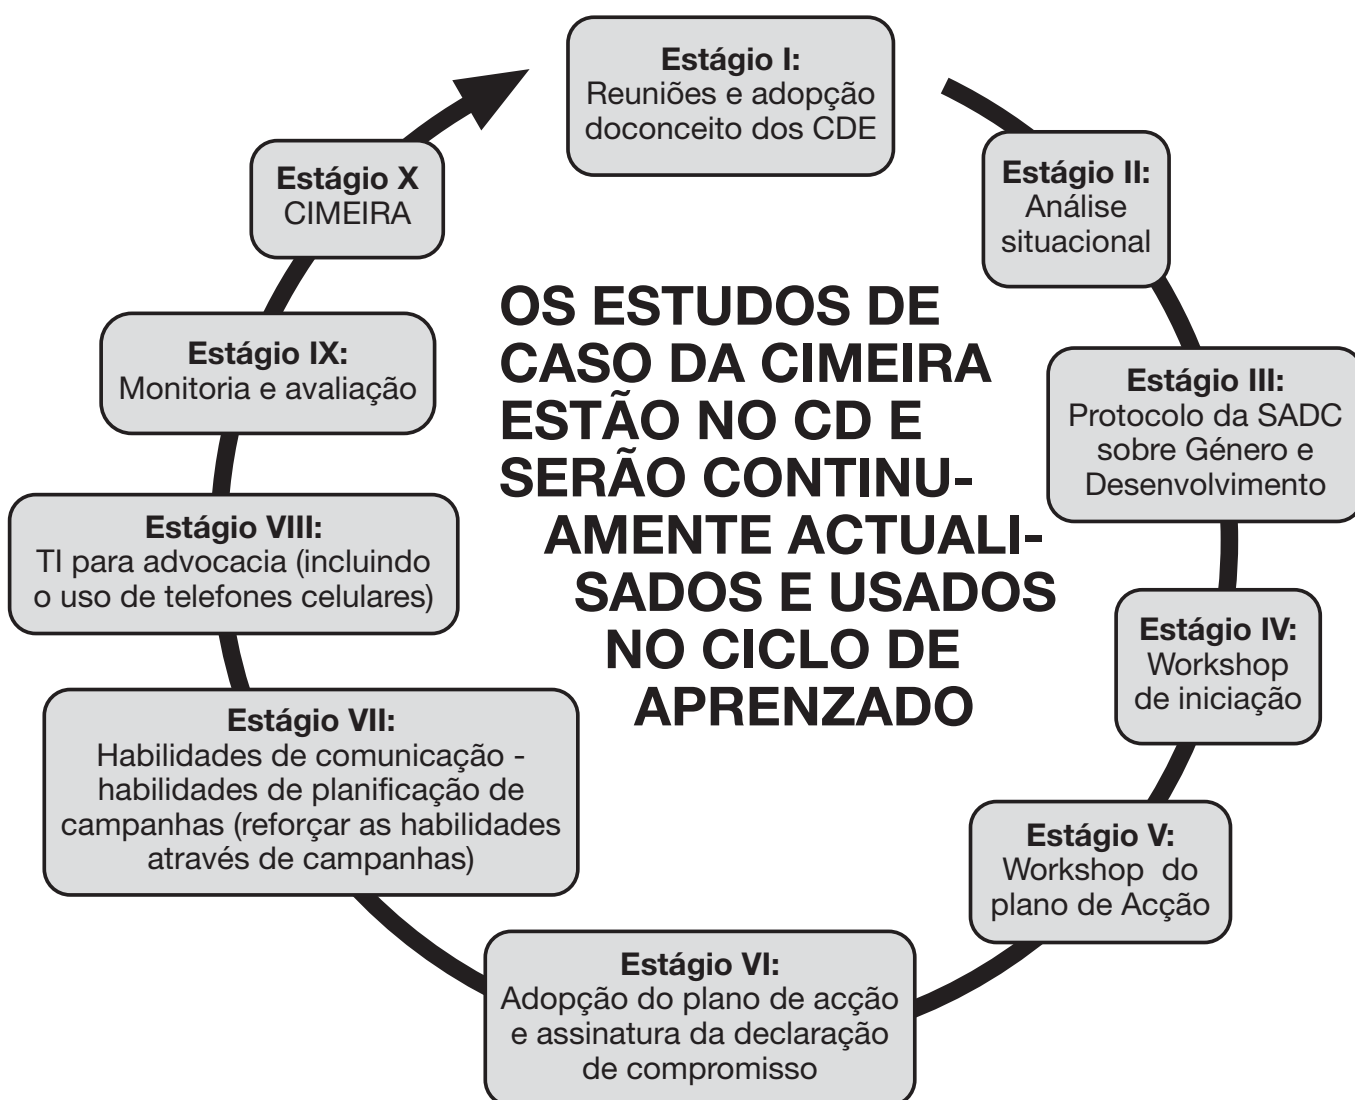 Estágio I:
Reuniões e adopção
doconceito dos CDE
Estágio II:
Análise
situacional
Estágio III:
Protocolo da SADC
sobre Género e
Desenvolvimento
Estágio IV:
Workshop
de iniciação
Estágio V:
Workshop do
plano de Acção
Estágio VI:
Adopção do plano de acção
e assinatura da declaração
de compromisso
Estágio VII:
Habilidades de comunicação -
habilidades de planificação de
campanhas (reforçar as habilidades
através de campanhas)
Estágio VIII:
TI para advocacia (incluindo
o uso de telefones celulares)
Estágio IX:
Monitoria e avaliação
Estágio X
CIMEIRA
OS ESTUDOS DE
CASO DA CIMEIRA
ESTÃO NO CD E
SERÃO CONTINU-
AMENTE ACTUALI-
SADOS E USADOS
NO CICLO DE
APRENZADO